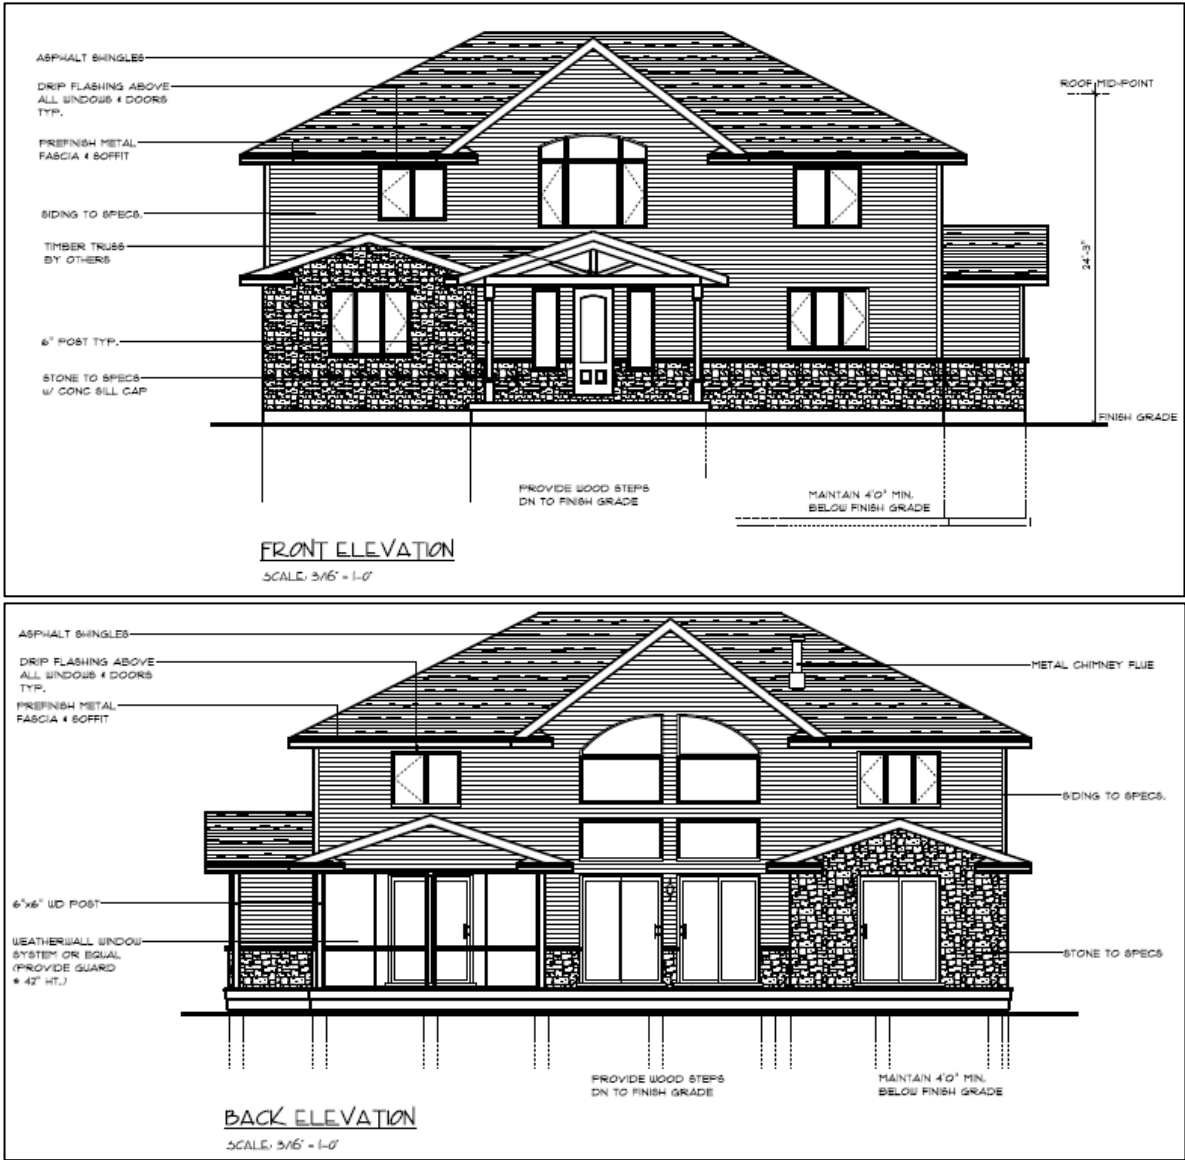 ASPHALT SHINGLES
DRIP FLASHING ABOVE
ALL WINDOWS & DOORS
TYP.
PREFINISH METAL
FASCIA & SOFFIT
SIDING TO SPECS.
TIMBER TRUSS
BY OTHERS
6" POST TYP.
STONE TO SPECS
W/ CONC SILL CAP
ROOF MID-POINT
24'-3"
FINISH GRADE
PROVIDE WOOD STEPS
DN TO FINISH GRADE
MAINTAIN 4'0" MIN.
BELOW FINISH GRADE
FRONT ELEVATION
SCALE: 3/16" = 1'-0"
ASPHALT SHINGLES
DRIP FLASHING ABOVE
ALL WINDOWS & DOORS
TYP.
PREFINISH METAL
FASCIA & SOFFIT
METAL CHIMNEY FLUE
SIDING TO SPECS.
6"x6" WD POST
WEATHERWALL WINDOW
SYSTEM OR EQUAL
(PROVIDE GUARD
@ 42" HT.)
STONE TO SPECS
PROVIDE WOOD STEPS
DN TO FINISH GRADE
MAINTAIN 4'0" MIN.
BELOW FINISH GRADE
BACK ELEVATION
SCALE: 3/16" = 1'-0"